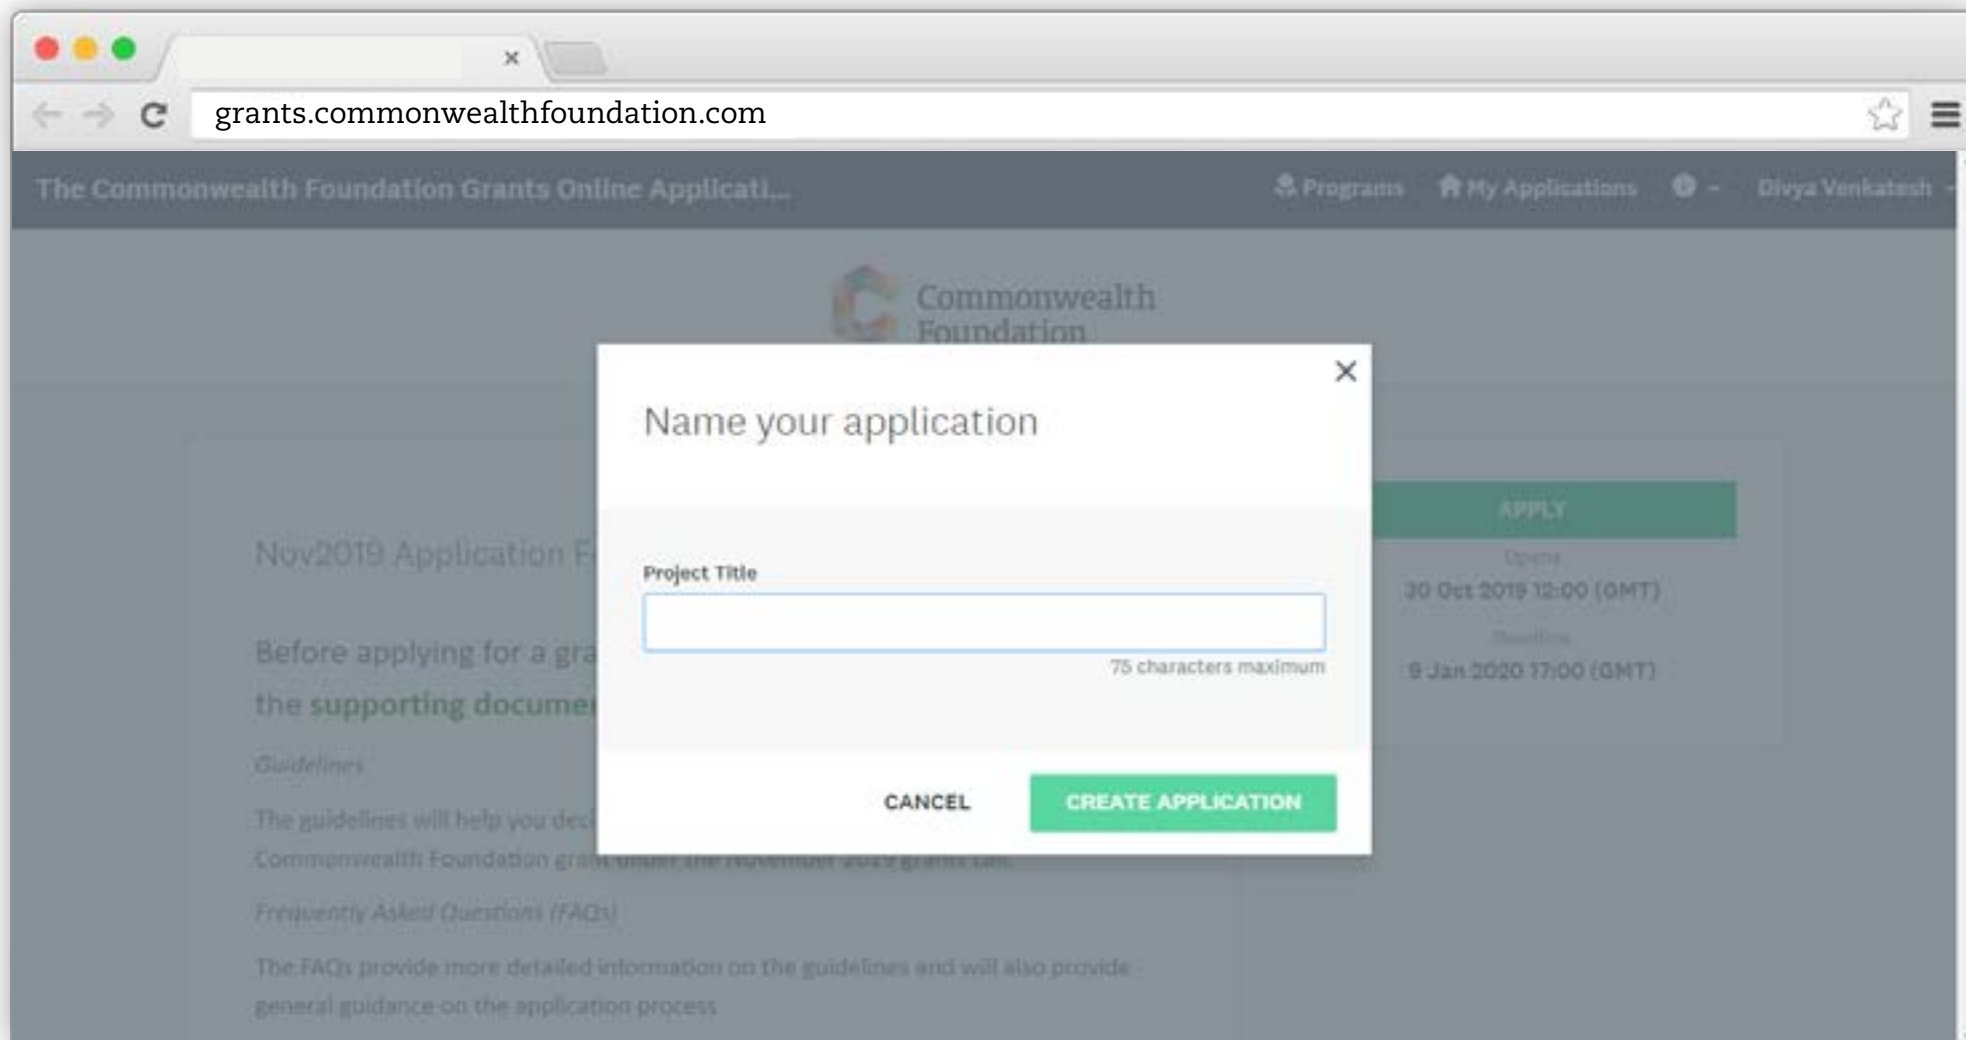 grants.commonwealthfoundation.com
The Commonwealth Foundation Grants Online Applicati...
Programs My Applications Divya Venkatesh
Commonwealth
Foundation
Name your application
Project Title
75 characters maximum
CANCEL CREATE APPLICATION
APPLY
Opens
30 Oct 2019 12:00 (GMT)
Deadline
9 Jan 2020 17:00 (GMT)
Nov2019 Application F
Before applying for a gra
the supporting documen
Guidelines
The guidelines will help you deci
Commonwealth Foundation grant under the November 2019 grants call.
Frequently Asked Questions (FAQs)
The FAQs provide more detailed information on the guidelines and will also provide
general guidance on the application process